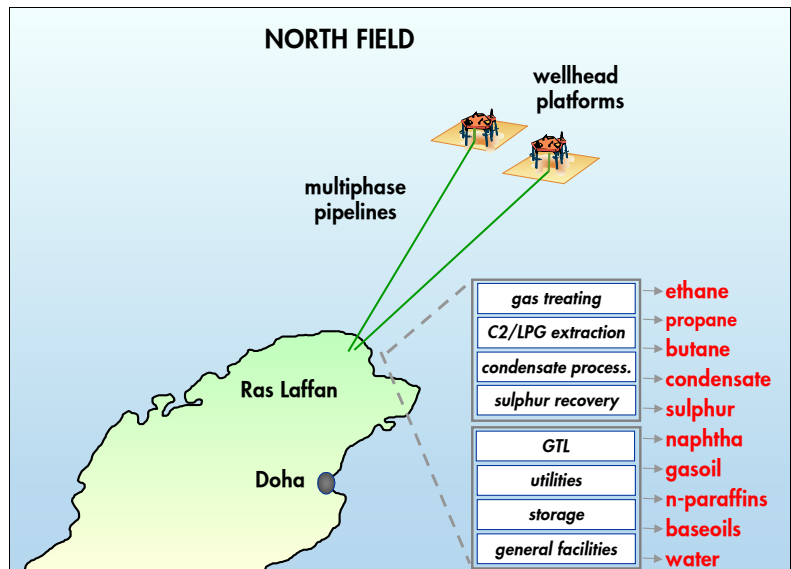 NORTH FIELD
wellhead
platforms
multiphase
pipelines
Ras Laffan
Doha
gas treating
C2/LPG extraction
condensate process.
sulphur recovery
GTL
utilities
storage
general facilities
ethane
propane
butane
condensate
sulphur
naphtha
gasoil
n-paraffins
baseoils
water